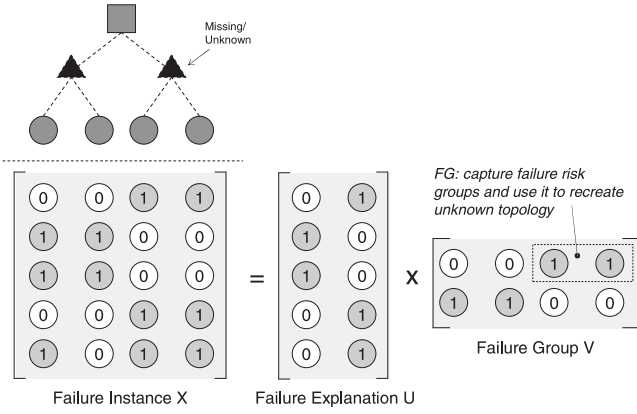 Missing/
Unknown
FG: capture failure risk
groups and use it to recreate
unknown topology
0 0 1 1
1 1 0 0
1 1 0 0
0 0 1 1
1 0 1 1
=
0 1
1 0
1 0
0 1
0 1
x
0 0 1 1
1 1 0 0
Failure Instance X
Failure Explanation U
Failure Group V